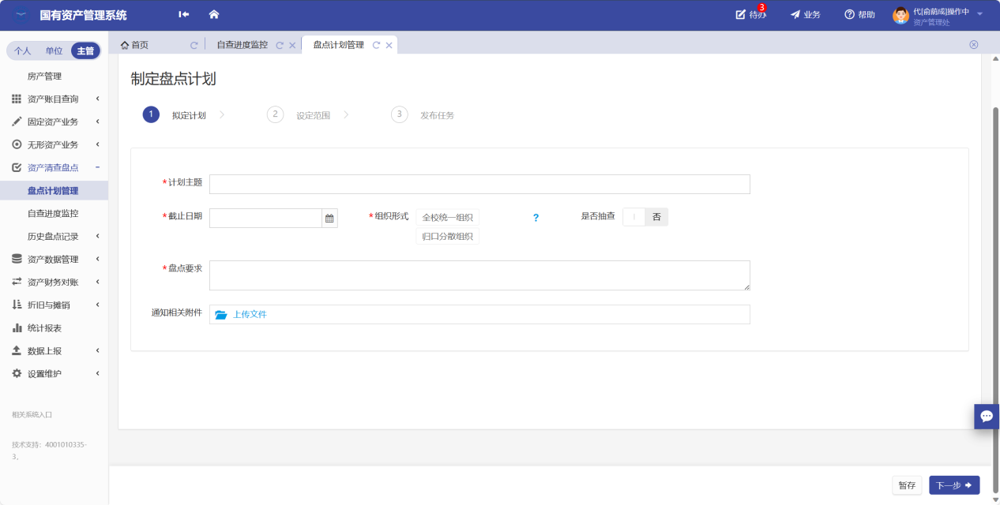 国有资产管理系统
待办
3
业务
帮助
代[俞荫成]操作中
资产管理处
个人
单位
主管
首页
自查进度监控
盘点计划管理
房产管理
资产账目查询
固定资产业务
无形资产业务
资产清查盘点
盘点计划管理
自查进度监控
历史盘点记录
资产数据管理
资产财务对账
折旧与摊销
统计报表
数据上报
设置维护
相关系统入口
技术支持：4001010335-
3,
制定盘点计划
1
拟定计划
2
设定范围
3
发布任务
*计划主题
*截止日期
*组织形式
全校统一组织
归口分散组织
?
是否抽查
否
*盘点要求
通知相关附件
上传文件
暂存
下一步